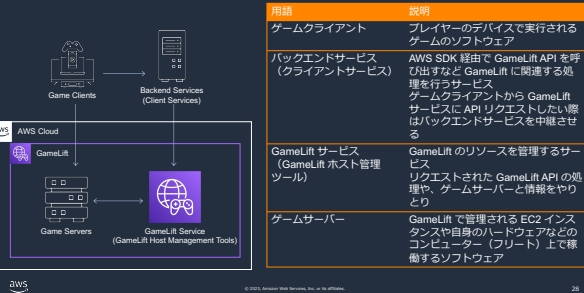 Game Clients
Backend Services
(Client Services)
aws
AWS Cloud
GameLift
Game Servers
GameLift Service
(GameLift Host Management Tools)
用語
説明
ゲームクライアント
プレイヤーのデバイスで実行される
ゲームのソフトウェア
バックエンドサービス
（クライアントサービス）
AWS SDK 経由で GameLift API を呼
び出すなど GameLift に関連する処
理を行うサービス
ゲームクライアントから GameLift
サービスに API リクエストしたい際
はバックエンドサービスを中継させ
る
GameLift サービス
（GameLift ホスト管理
ツール）
GameLift のリソースを管理するサー
ビス
リクエストされた GameLift API の処
理や、ゲームサーバーと情報をやり
とり
ゲームサーバー
GameLift で管理される EC2 インス
タンスや自身のハードウェアなどの
コンピューター（フリート）上で稼
働するソフトウェア
aws
© 2023, Amazon Web Services, Inc. or its affiliates.
28